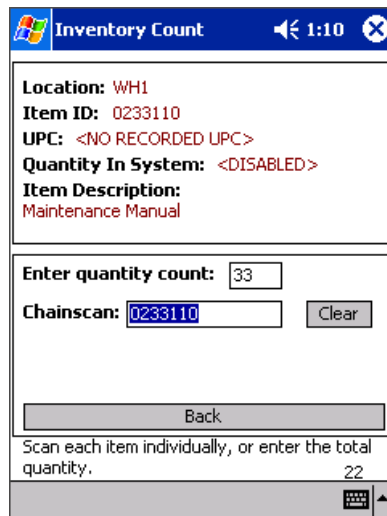 Inventory Count 1:10
Location: WH1
Item ID: 0233110
UPC: <NO RECORDED UPC>
Quantity In System: <DISABLED>
Item Description:
Maintenance Manual
Enter quantity count: 33
Chainscan: 0233110 Clear
Back
Scan each item individually, or enter the total
quantity.
22